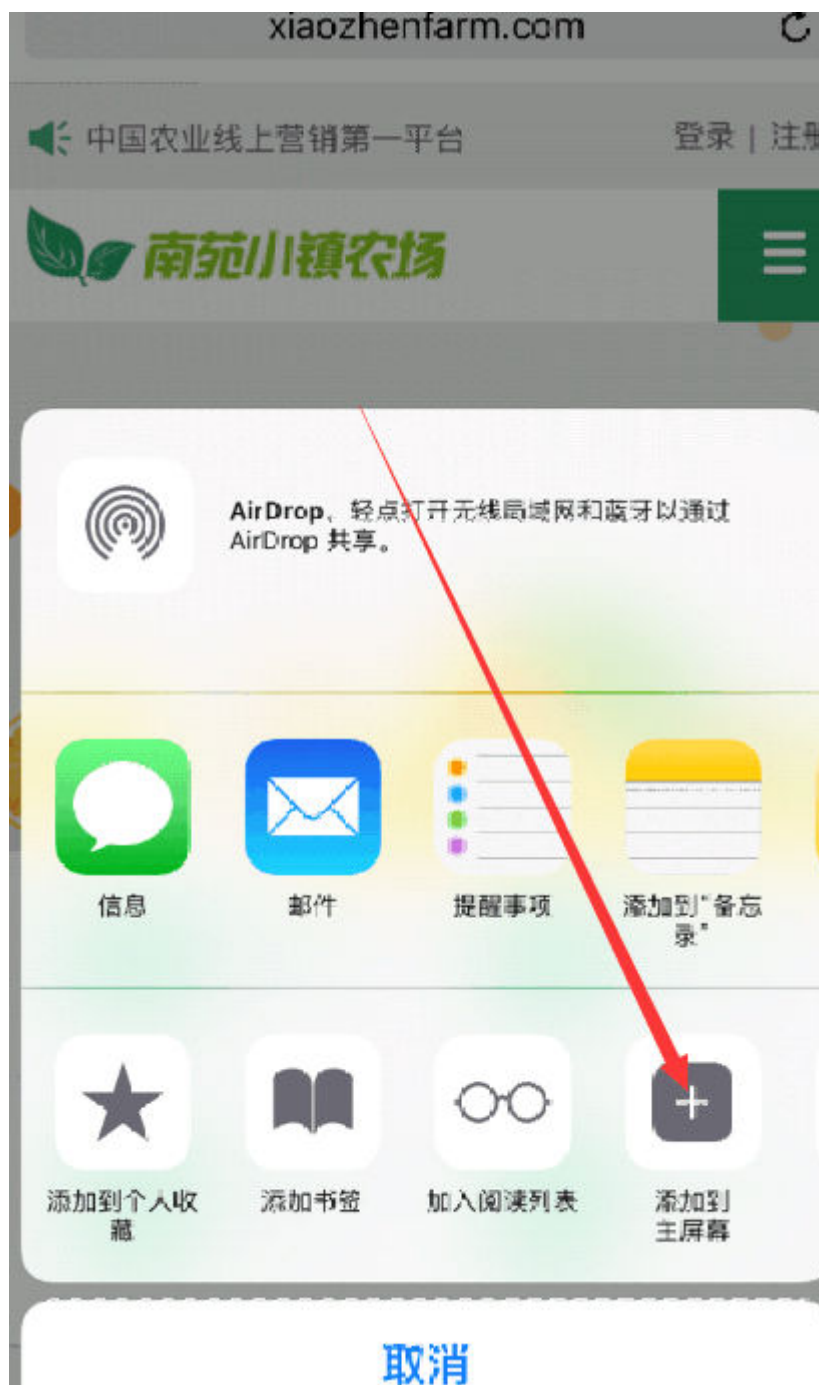 xiaozhenfarm.com
中国农业线上营销第一平台
登录 | 注册
南苑小镇农场
AirDrop。轻点打开无线局域网和蓝牙以通过
AirDrop 共享。
信息
邮件
提醒事项
添加到“备忘
录”
添加到个人收
藏
添加书签
加入阅读列表
添加到
主屏幕
取消